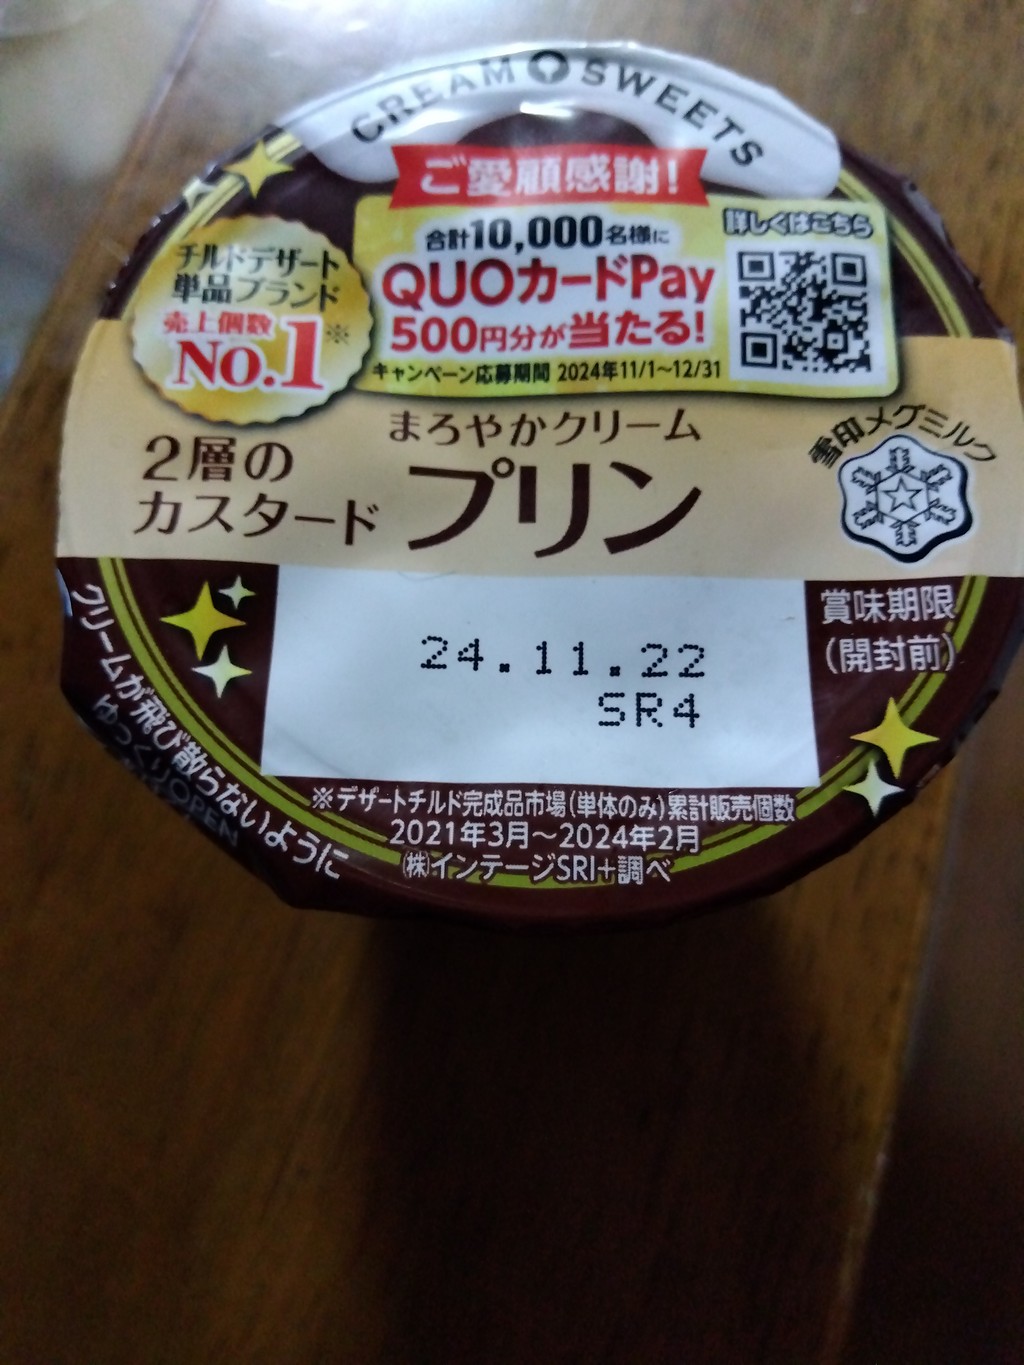 CREAM SWEETS
ご愛顧感謝!
合計10,000名様に
QUOカードPay
500円分が当たる!
キャンペーン応募期間 2024年11/1～12/31
詳しくはこちら
チルドデザート
単品ブランド
売上個数※
No.1
まろやかクリーム
2層の
カスタード
プリン
雪印メグミルク
24.11.22
SR4
賞味期限
(開封前)
クリームが飛び散らないように
ゆっくりOPEN
※デザートチルド完成品市場(単体のみ)累計販売個数
2021年3月～2024年2月
㈱インテージSRI+調べ